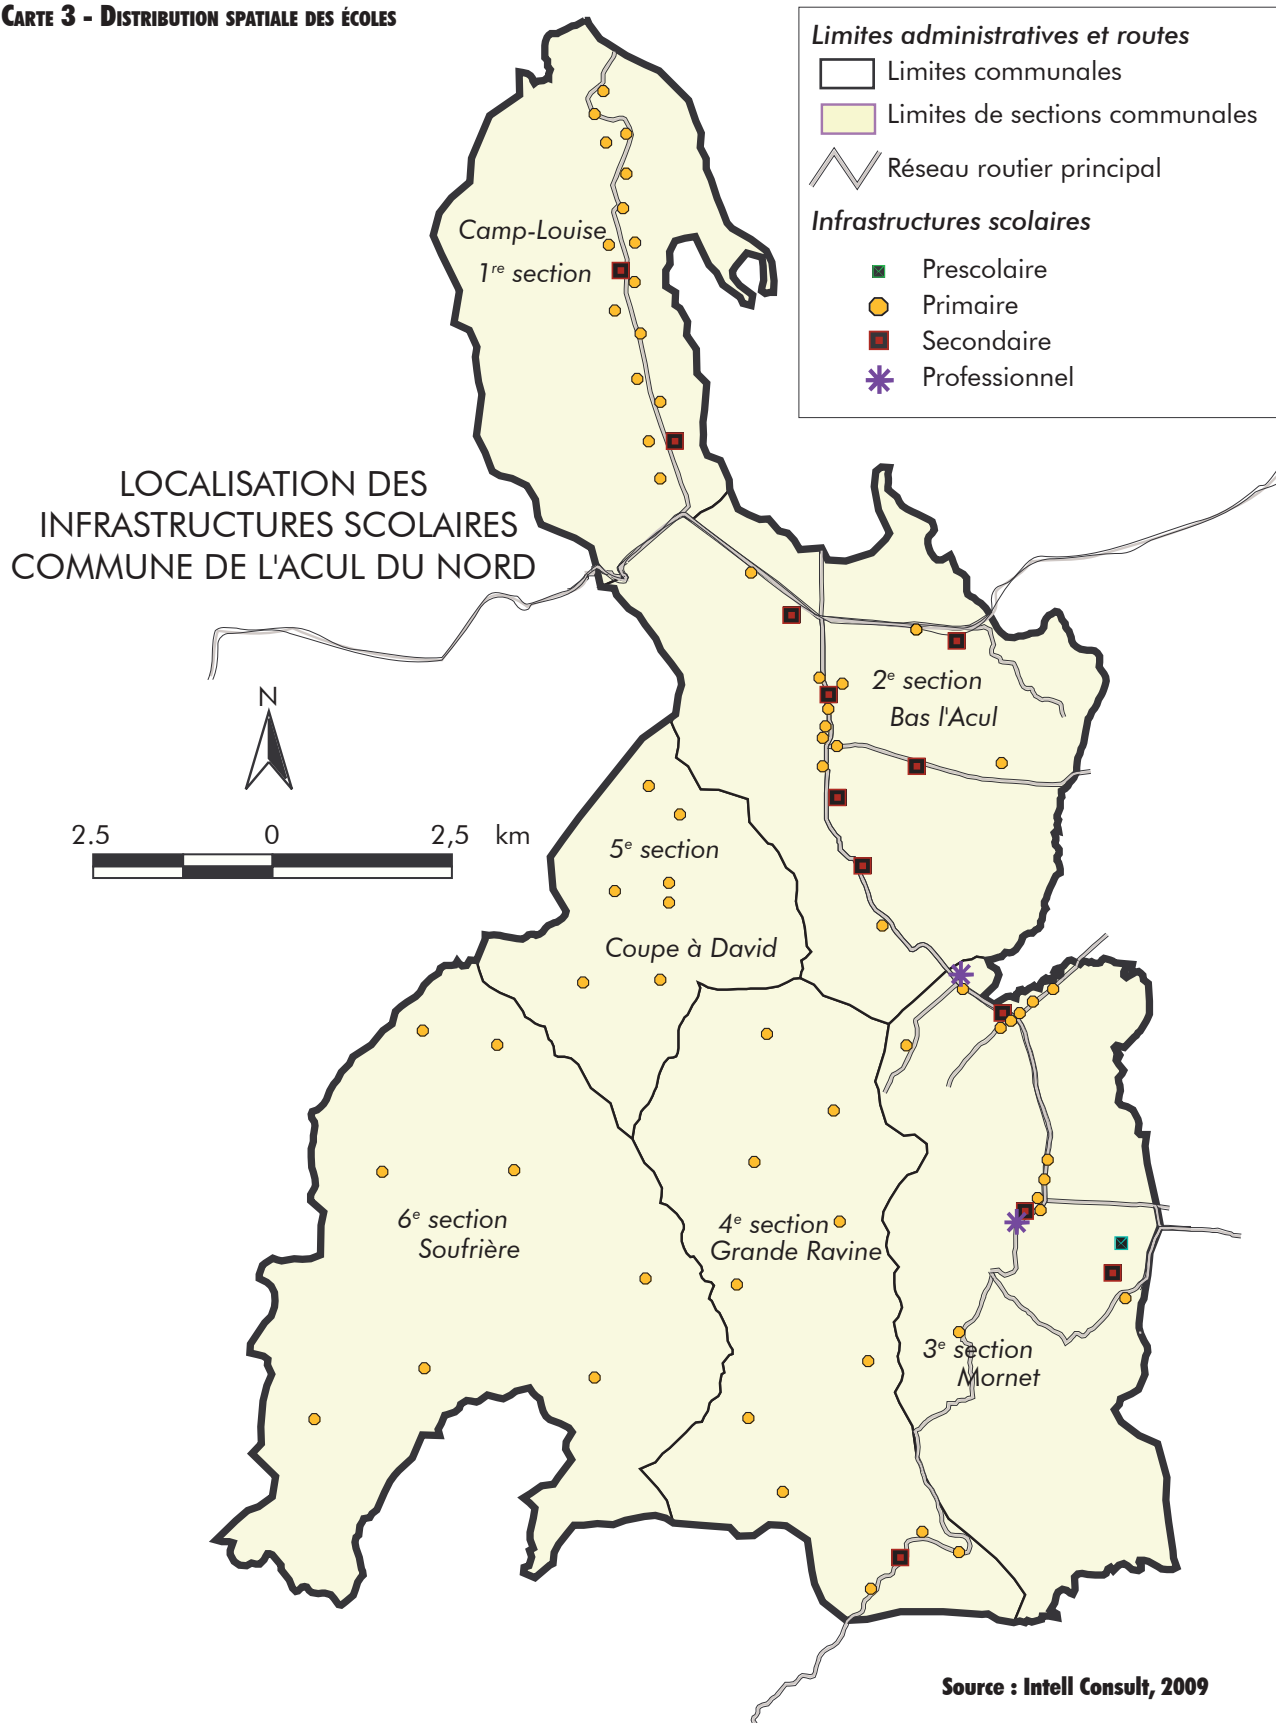 CARTE 3 - DISTRIBUTION SPATIALE DES ÉCOLES
Limites administratives et routes
Limites communales
Limites de sections communales
Réseau routier principal
Infrastructures scolaires
Prescolaire
Primaire
Secondaire
Professionnel
Camp-Louise
1re section
LOCALISATION DES
INFRASTRUCTURES SCOLAIRES
COMMUNE DE L'ACUL DU NORD
N
2.5 0 2,5 km
2e section
Bas l'Acul
5e section
Coupe à David
6e section
Soufrière
4e section
Grande Ravine
3e section
Mornet
Source : Intell Consult, 2009